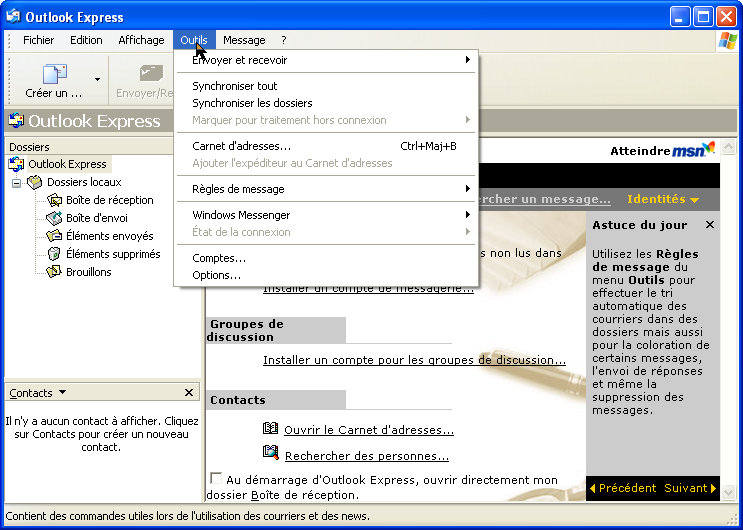 Outlook Express
Fichier Edition Affichage Outils Message ?
Créer un ... Envoyer/Re
Outlook Express
Envoyer et recevoir
Synchroniser tout
Synchroniser les dossiers
Marquer pour traitement hors connexion
Carnet d'adresses... Ctrl+Maj+B
Ajouter l'expéditeur au Carnet d'adresses
Règles de message
Windows Messenger
État de la connexion
Comptes...
Options...
Dossiers
Outlook Express
Dossiers locaux
Boîte de réception
Boîte d'envoi
Éléments envoyés
Éléments supprimés
Brouillons
Contacts
Il n'y a aucun contact à afficher. Cliquez
sur Contacts pour créer un nouveau
contact.
Atteindre msn
cher un message... Identités
non lus dans
Installer un compte de messagerie...
Groupes de
discussion
Installer un compte pour les groupes de discussion...
Contacts
Ouvrir le Carnet d'adresses...
Rechercher des personnes...
Au démarrage d'Outlook Express, ouvrir directement mon
dossier Boîte de réception.
Astuce du jour
Utilisez les Règles
de message du
menu Outils pour
effectuer le tri
automatique des
courriers dans des
dossiers mais aussi
pour la coloration de
certains messages,
l'envoi de réponses
et même la
suppression des
messages.
Précédent Suivant
Contient des commandes utiles lors de l'utilisation des courriers et des news.